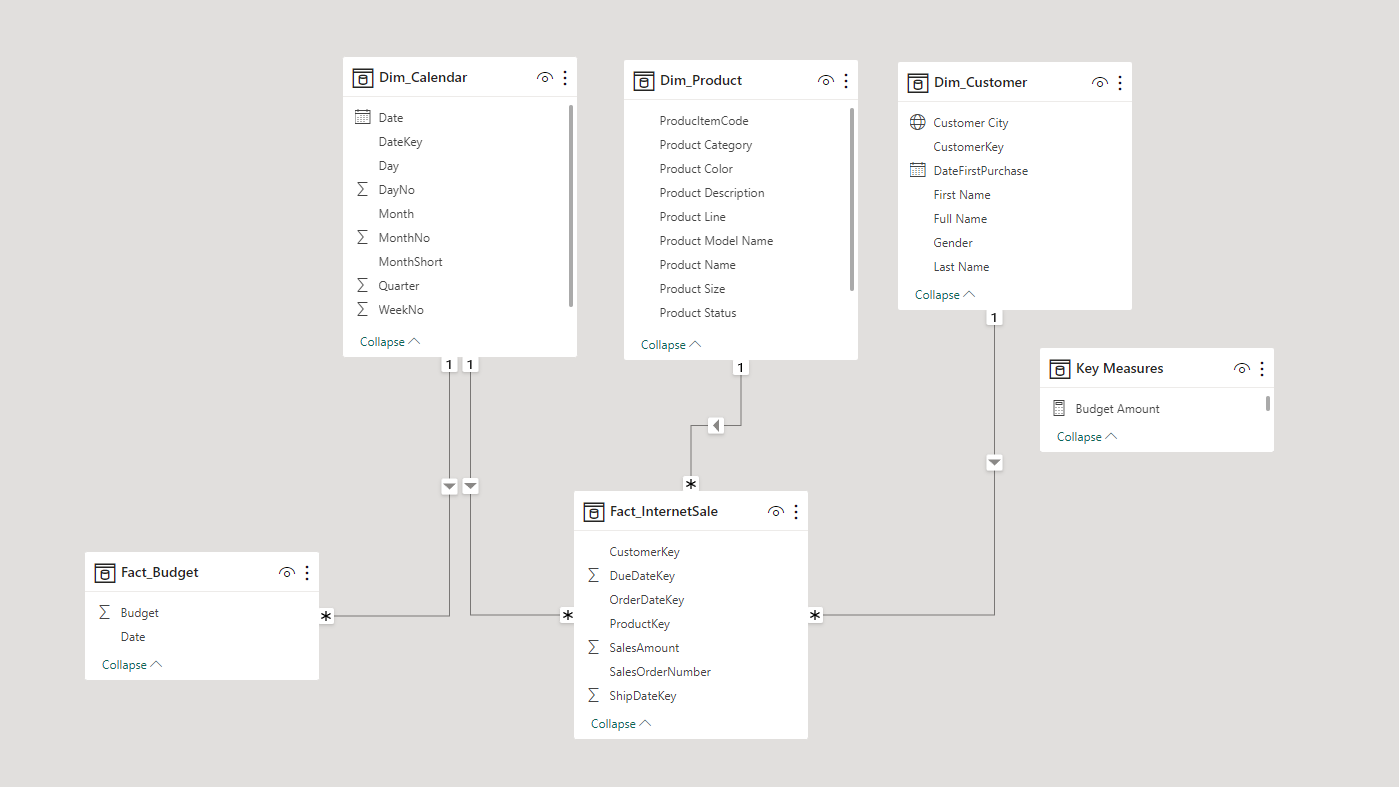 Dim_Calendar
Date
DateKey
Day
DayNo
Month
MonthNo
MonthShort
Quarter
WeekNo
Collapse
1
1
Dim_Product
ProducItemCode
Product Category
Product Color
Product Description
Product Line
Product Model Name
Product Name
Product Size
Product Status
Collapse
1
Dim_Customer
Customer City
CustomerKey
DateFirstPurchase
First Name
Full Name
Gender
Last Name
Collapse
1
Key Measures
Budget Amount
Collapse
Fact_Budget
Budget
Date
Collapse
*
*
Fact_InternetSale
CustomerKey
DueDateKey
OrderDateKey
ProductKey
SalesAmount
SalesOrderNumber
ShipDateKey
Collapse
*
*